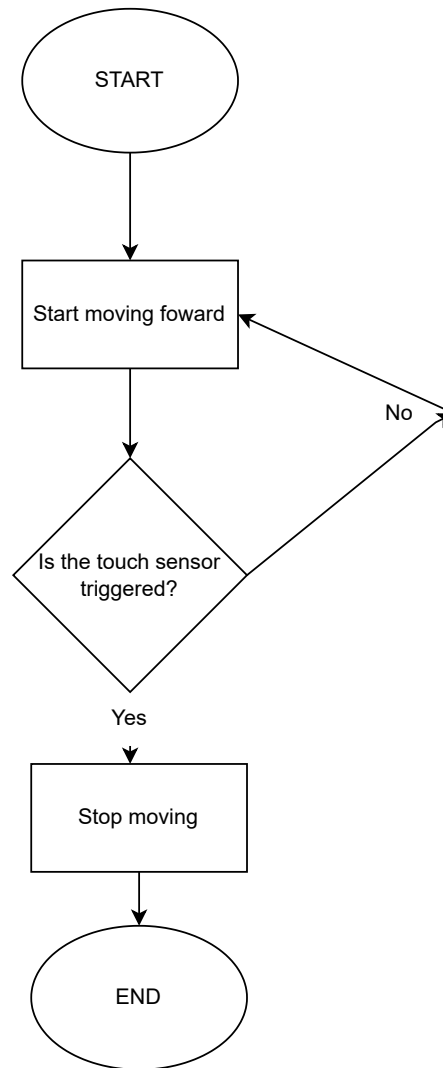 START
Start moving foward
No
Is the touch sensor
triggered?
Yes
Stop moving
END